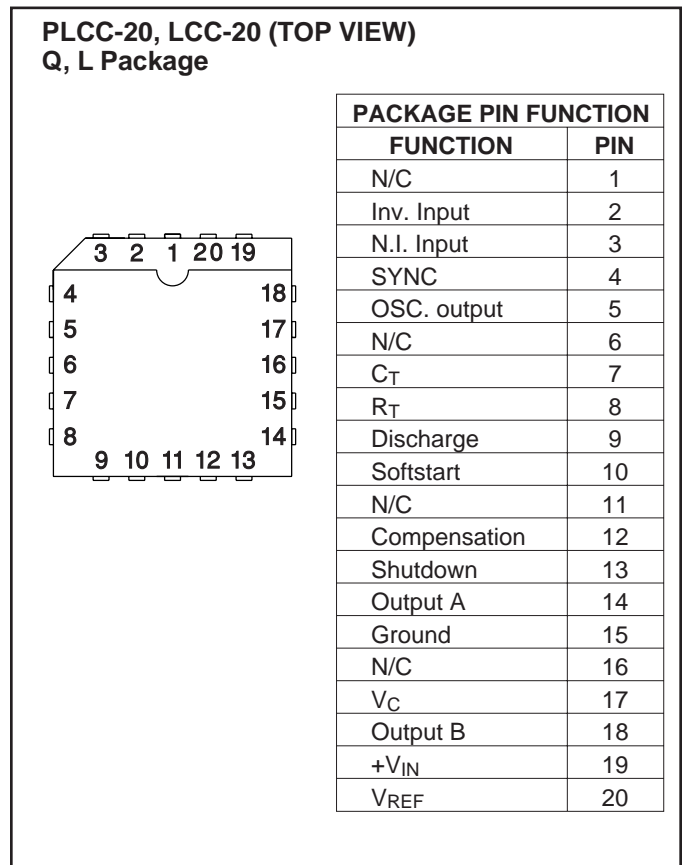 PLCC-20, LCC-20 (TOP VIEW)
Q, L Package
3 2 1 20 19
4 18
5 17
6 16
7 15
8 14
9 10 11 12 13
PACKAGE PIN FUNCTION
FUNCTION PIN
N/C 1
Inv. Input 2
N.I. Input 3
SYNC 4
OSC. output 5
N/C 6
CT 7
RT 8
Discharge 9
Softstart 10
N/C 11
Compensation 12
Shutdown 13
Output A 14
Ground 15
N/C 16
VC 17
Output B 18
+VIN 19
VREF 20